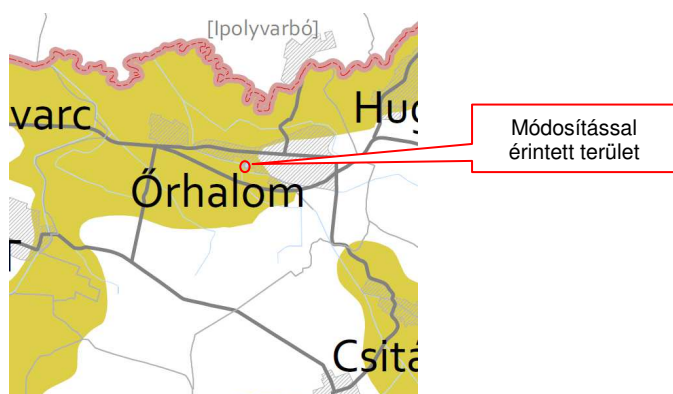 [Ipolyvarbó]
varc
Hug
Módosítással
érintett terület
Őrhalom
Csitá